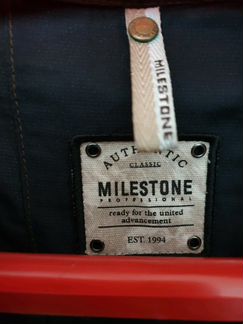 MILESTONE
AUTHENTIC
CLASSIC
MILESTONE
PROFESSIONAL
ready for the united
advancement
EST. 1994